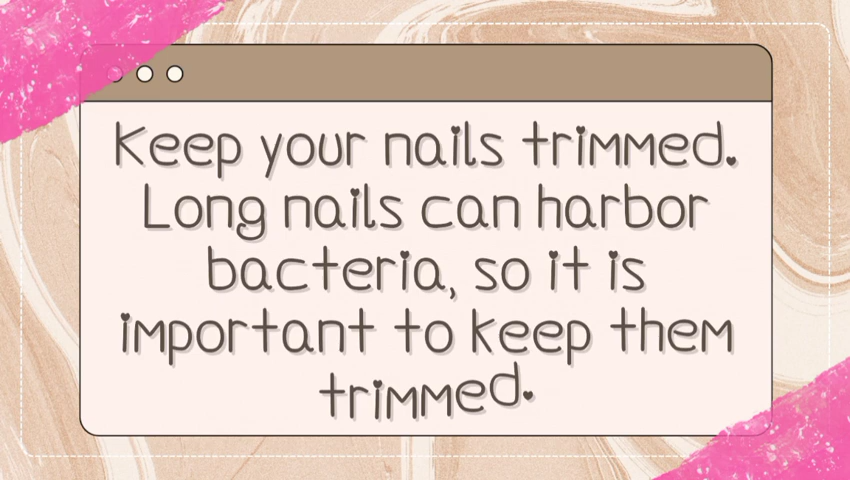 Keep your nails trimmed.
Long nails can harbor
bacteria, so it is
important to keep them
trimmed.